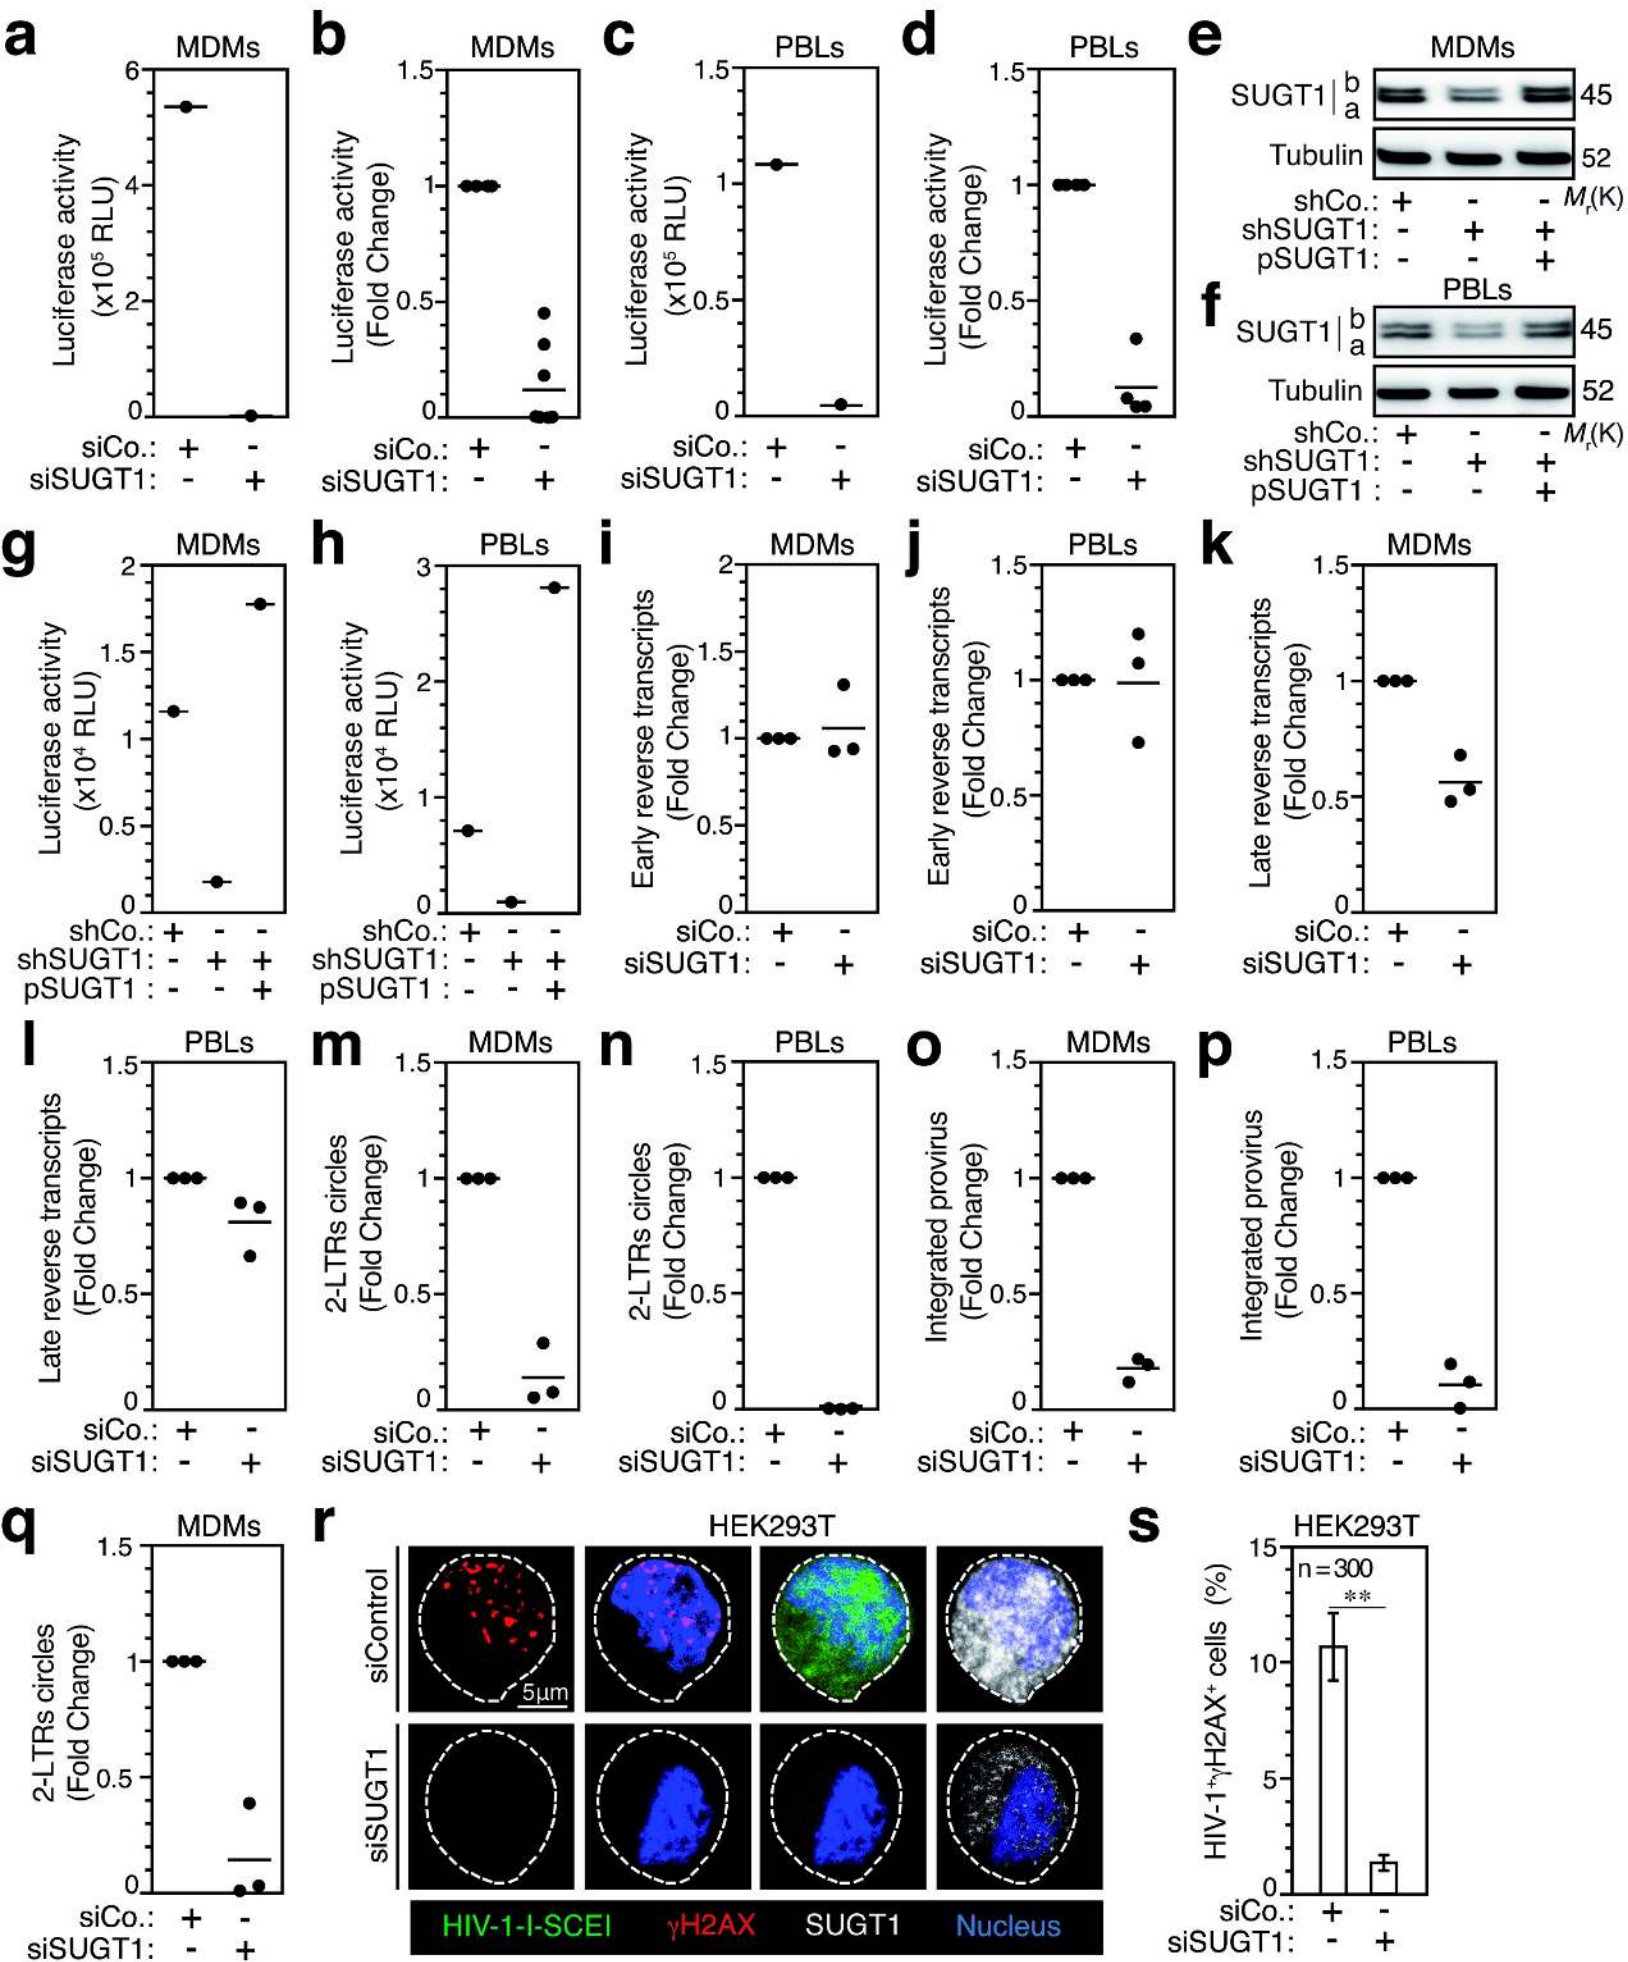 a
MDMs
Luciferase activity
(x10⁵ RLU)
6
4
2
0
siCo.: + -
siSUGT1: - +
b
MDMs
Luciferase activity
(Fold Change)
1.5
1
0.5
0
siCo.: + -
siSUGT1: - +
c
PBLs
Luciferase activity
(x10⁵ RLU)
1.5
1
0.5
0
siCo.: + -
siSUGT1: - +
d
PBLs
Luciferase activity
(Fold Change)
1.5
1
0.5
0
siCo.: + -
siSUGT1: - +
e
MDMs
SUGT1 b 45
a
Tubulin 52
shCo.: + - - Mr(K)
shSUGT1: - + +
pSUGT1: - - +
f
PBLs
SUGT1 b 45
a
Tubulin 52
shCo.: + - - Mr(K)
shSUGT1: - + +
pSUGT1 : - - +
g
MDMs
Luciferase activity
(x10⁴ RLU)
2
1.5
1
0.5
0
shCo.: + - -
shSUGT1: - + +
pSUGT1 : - - +
h
PBLs
Luciferase activity
(x10⁴ RLU)
3
2
1
0
shCo.: + - -
shSUGT1: - + +
pSUGT1 : - - +
i
MDMs
Early reverse transcripts
(Fold Change)
2
1.5
1
0.5
0
siCo.: + -
siSUGT1: - +
j
PBLs
Early reverse transcripts
(Fold Change)
1.5
1
0.5
0
siCo.: + -
siSUGT1: - +
k
MDMs
Late reverse transcripts
(Fold Change)
1.5
1
0.5
0
siCo.: + -
siSUGT1: - +
l
PBLs
Late reverse transcripts
(Fold Change)
1.5
1
0.5
0
siCo.: + -
siSUGT1: - +
m
MDMs
2-LTRs circles
(Fold Change)
1.5
1
0.5
0
siCo.: + -
siSUGT1: - +
n
PBLs
2-LTRs circles
(Fold Change)
1.5
1
0.5
0
siCo.: + -
siSUGT1: - +
o
MDMs
Integrated provirus
(Fold Change)
1.5
1
0.5
0
siCo.: + -
siSUGT1: - +
p
PBLs
Integrated provirus
(Fold Change)
1.5
1
0.5
0
siCo.: + -
siSUGT1: - +
q
MDMs
2-LTRs circles
(Fold Change)
1.5
1
0.5
0
siCo.: + -
siSUGT1: - +
r
HEK293T
siControl
5µm
siSUGT1
HIV-1-I-SCEI γH2AX SUGT1 Nucleus
s
HEK293T
HIV-1⁺γH2AX⁺ cells (%)
15
10
5
0
n=300
**
siCo.: + -
siSUGT1: - +